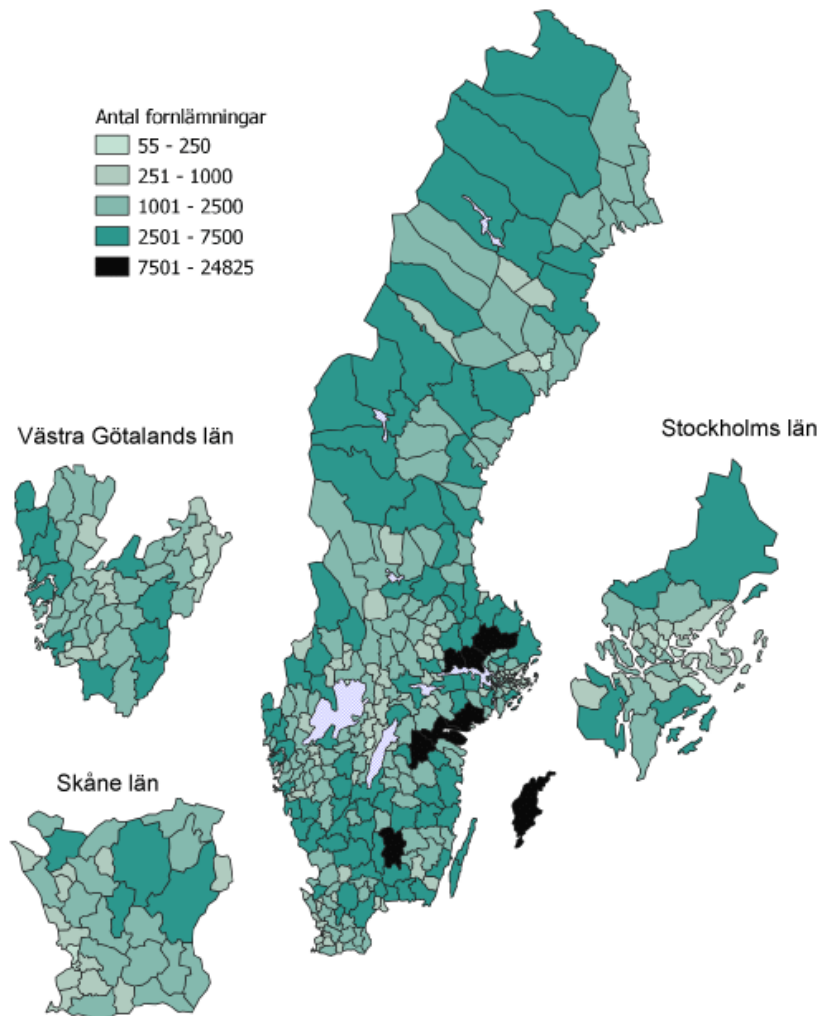 Antal fornlämningar
55 - 250
251 - 1000
1001 - 2500
2501 - 7500
7501 - 24825
Västra Götalands län
Stockholms län
Skåne län